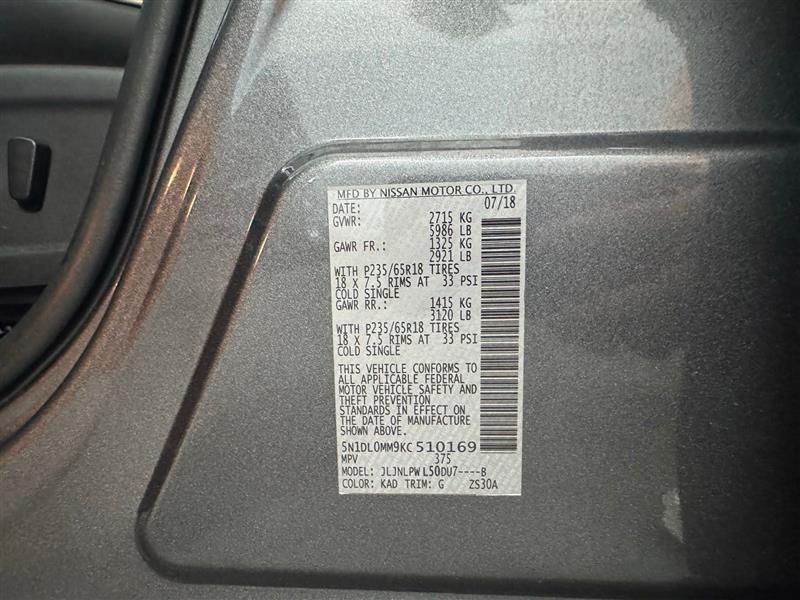 MFD BY NISSAN MOTOR CO., LTD.
DATE: 07/18
GVWR: 2715 KG
5986 LB
GAWR FR.: 1325 KG
2921 LB
WITH P235/65R18 TIRES
18 X 7.5 RIMS AT 33 PSI
COLD SINGLE
GAWR RR.: 1415 KG
3120 LB
WITH P235/65R18 TIRES
18 X 7.5 RIMS AT 33 PSI
COLD SINGLE
THIS VEHICLE CONFORMS TO
ALL APPLICABLE FEDERAL
MOTOR VEHICLE SAFETY AND
THEFT PREVENTION
STANDARDS IN EFFECT ON
THE DATE OF MANUFACTURE
SHOWN ABOVE.
5N1DL0MM9KC510169
MPV 375
MODEL: JLJNLPWL50DU7----B
COLOR: KAD TRIM: G ZS30A